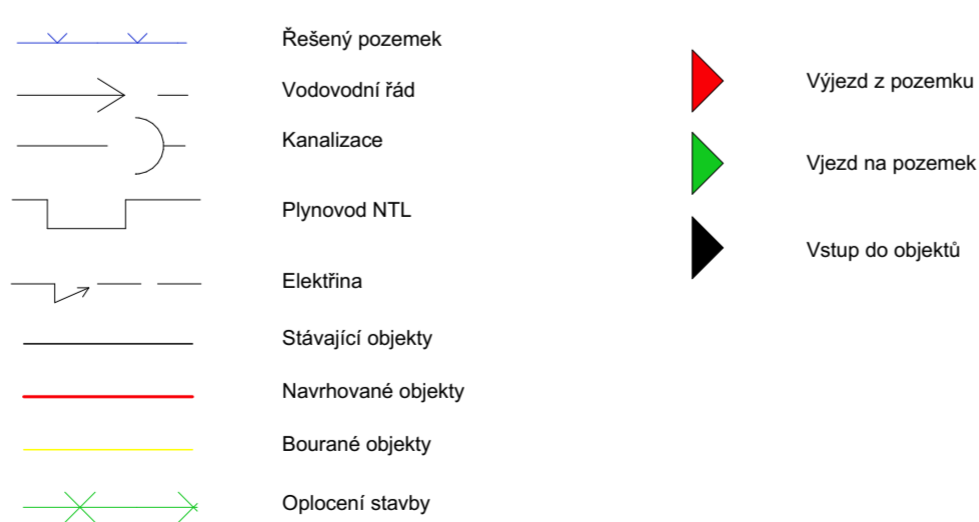 Řešený pozemek
Vodovodní řád
Kanalizace
Plynovod NTL
Elektřina
Stávající objekty
Navrhované objekty
Bourané objekty
Oplocení stavby
Výjezd z pozemku
Vjezd na pozemek
Vstup do objektů